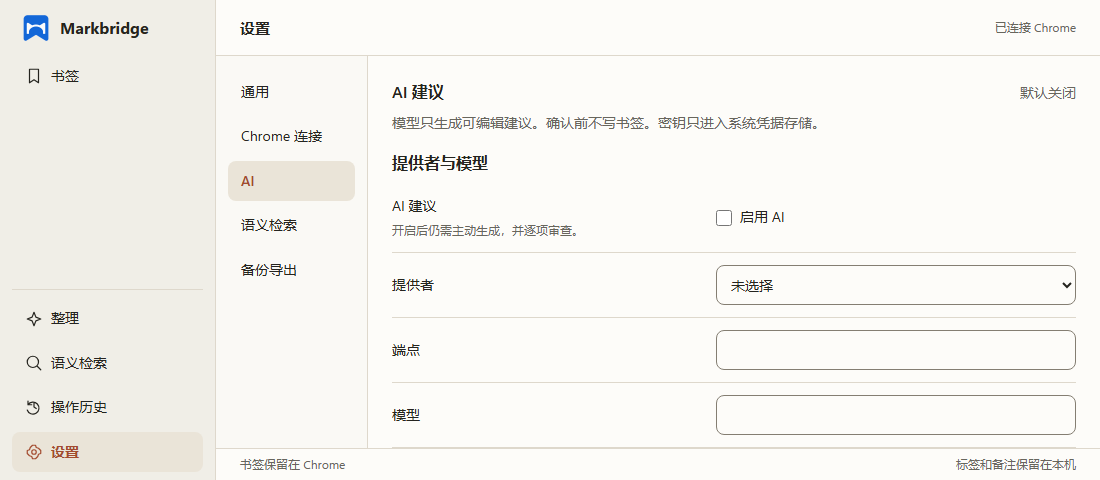 Markbridge
书签
整理
语义检索
操作历史
设置
设置
已连接 Chrome
通用
Chrome 连接
AI
语义检索
备份导出
AI 建议
默认关闭
模型只生成可编辑建议。确认前不写书签。密钥只进入系统凭据存储。
提供者与模型
AI 建议
开启后仍需主动生成，并逐项审查。
启用 AI
提供者
未选择
端点
模型
书签保留在 Chrome
标签和备注保留在本机